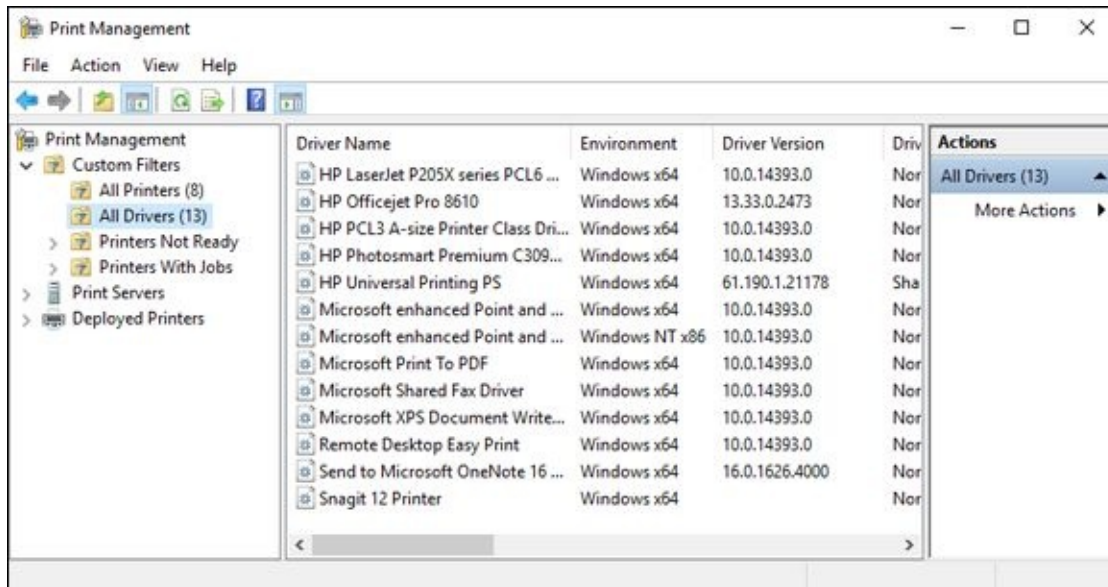 Print Management
File Action View Help
Print Management
Custom Filters
All Printers (8)
All Drivers (13)
Printers Not Ready
Printers With Jobs
Print Servers
Deployed Printers
Driver Name Environment Driver Version Driv
HP LaserJet P205X series PCL6 ... Windows x64 10.0.14393.0 Nor
HP Officejet Pro 8610 Windows x64 13.33.0.2473 Nor
HP PCL3 A-size Printer Class Dri... Windows x64 10.0.14393.0 Nor
HP Photosmart Premium C309... Windows x64 10.0.14393.0 Nor
HP Universal Printing PS Windows x64 61.190.1.21178 Sha
Microsoft enhanced Point and ... Windows x64 10.0.14393.0 Nor
Microsoft enhanced Point and ... Windows NT x86 10.0.14393.0 Nor
Microsoft Print To PDF Windows x64 10.0.14393.0 Nor
Microsoft Shared Fax Driver Windows x64 10.0.14393.0 Nor
Microsoft XPS Document Write... Windows x64 10.0.14393.0 Nor
Remote Desktop Easy Print Windows x64 10.0.14393.0 Nor
Send to Microsoft OneNote 16 ... Windows x64 16.0.1626.4000 Nor
Snagit 12 Printer Windows x64 Nor
Actions
All Drivers (13)
More Actions